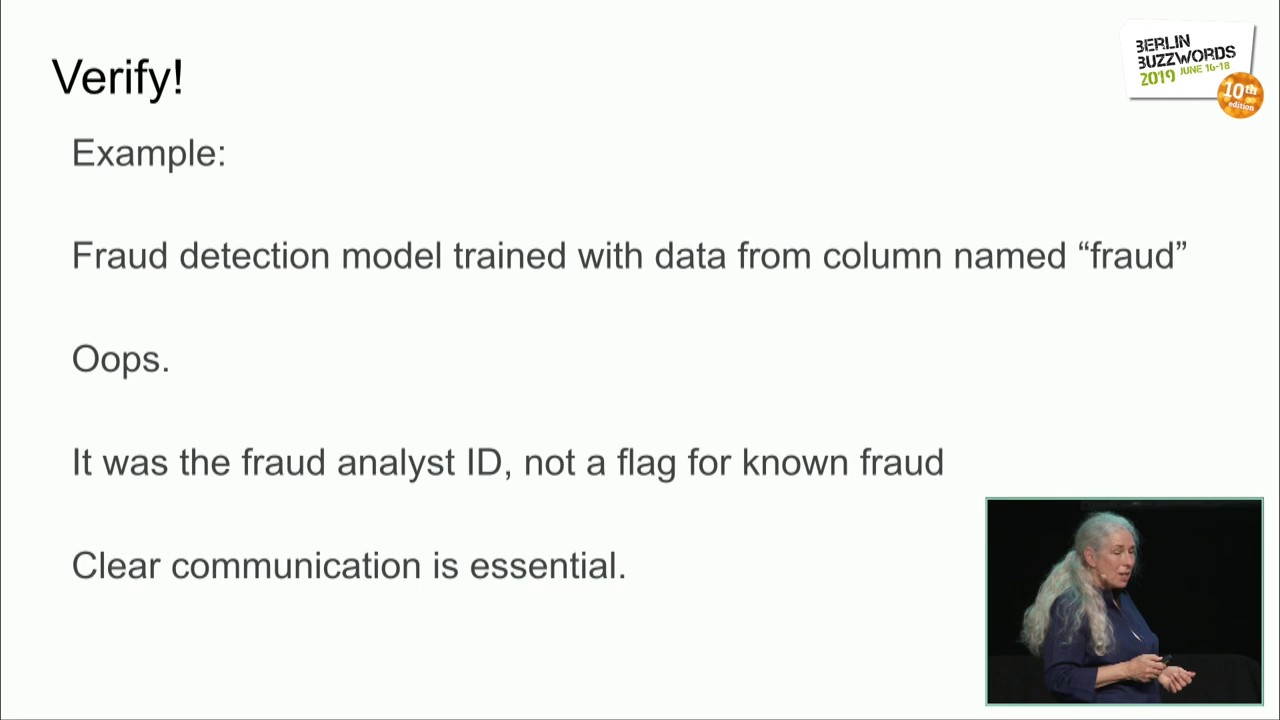 Verify!
BERLIN
BUZZWORDS
2019 JUNE 16-18
10th
edition
Example:
Fraud detection model trained with data from column named “fraud”
Oops.
It was the fraud analyst ID, not a flag for known fraud
Clear communication is essential.